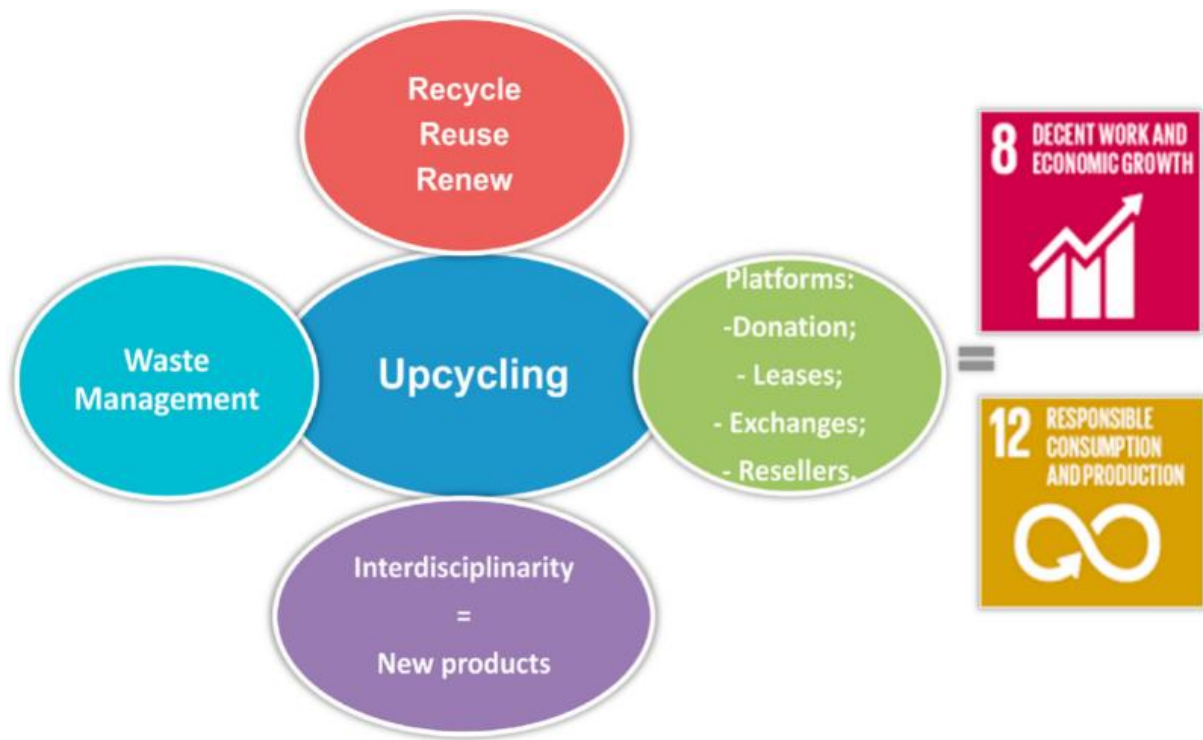 Recycle
Reuse
Renew
Waste
Management
Upcycling
Platforms:
-Donation;
- Leases;
- Exchanges;
- Resellers.
=
Interdisciplinarity
=
New products
8 DECENT WORK AND
ECONOMIC GROWTH
12 RESPONSIBLE
CONSUMPTION
AND PRODUCTION